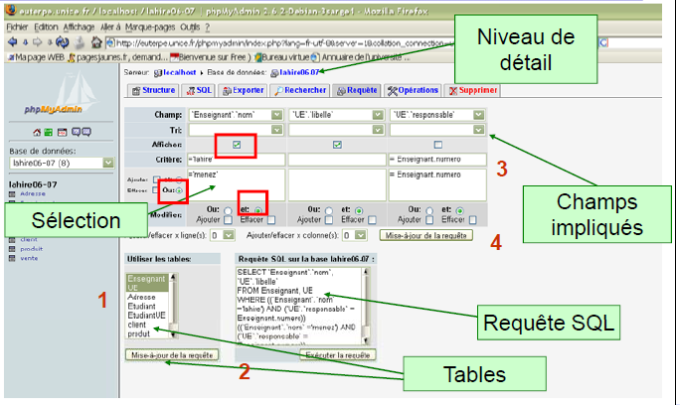 euterpe.unice.fr / localhost / lahire06-07 | phpMyAdmin 2.6.2-Debian-3sarge1 - Mozilla Firefox
Fichier Edition Affichage Aller à Marque-pages Outils ?
http://euterpe.unice.fr/phpmyadmin/index.php?lang=fr-utf-8&server=1&collation_connection=u
Ma Page WEB pagesjaunes.fr, demand... Bienvenue sur Free ) Bureau virtuel Annuaire de l'université ...
Niveau de
détail
Serveur: localhost ▸ Base de données: lahire06-07
Structure SQL Exporter Rechercher Requête Opérations Supprimer
phpMyAdmin
Base de données:
lahire06-07 (8)
lahire06-07
Adresse
client
produit
vente
Champ: `Enseignant`.`nom` `UE`.`libelle` `UE`.`responsable`
Tri:
Afficher:
Critère: ='lahire' = Enseignant.numero
3
Ajouter et:
Effacer Ou: ='menez' = Enseignant.numero
Sélection
Champs
impliqués
Modifier: Ou: et: Ou: et: Ou: et:
Ajouter Effacer Ajouter Effacer Ajouter Effacer
Ajouter/effacer x ligne(s): 0 Ajouter/effacer x colonne(s): 0 Mise-à-jour de la requête
4
Utiliser les tables: Requête SQL sur la base lahire06-07 :
1
Enseignant
UE
Adresse
Etudiant
EtudiantUE
client
produit
SELECT `Enseignant`.`nom`,
`UE`.`libelle`
FROM Enseignant, UE
WHERE ((`Enseignant`.`nom`
='lahire') AND (`UE`.`responsable` =
Enseignant.numero))
((`Enseignant`.`nom` ='menez') AND
(`UE`.`responsable` =
Requête SQL
Mise-à-jour de la requête Exécuter la requête
2
Tables